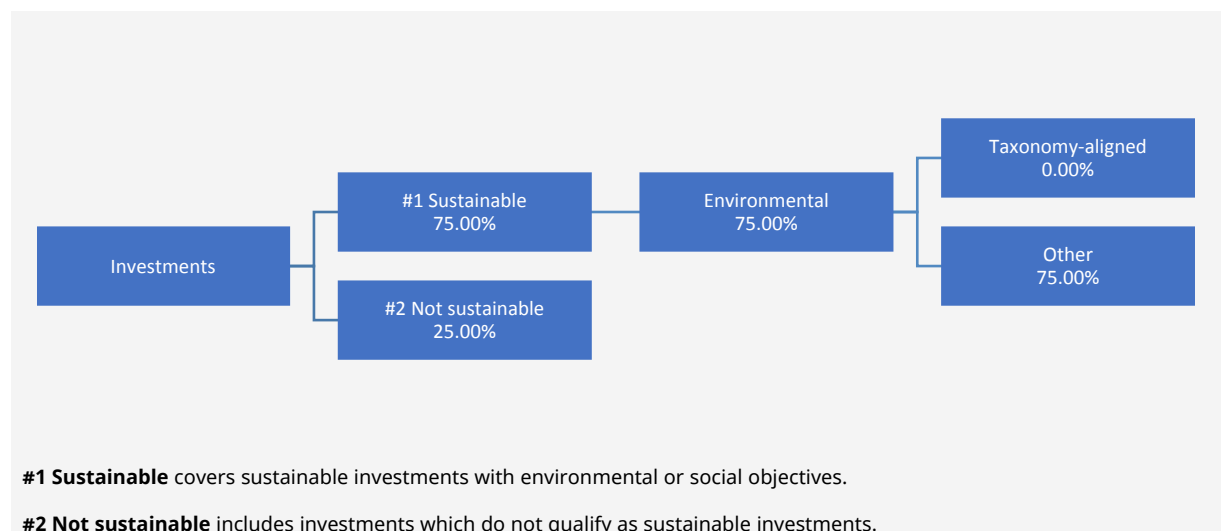 Taxonomy-aligned
0.00%
#1 Sustainable
75.00%
Environmental
75.00%
Other
75.00%
Investments
#2 Not sustainable
25.00%
#1 Sustainable covers sustainable investments with environmental or social objectives.
#2 Not sustainable includes investments which do not qualify as sustainable investments.